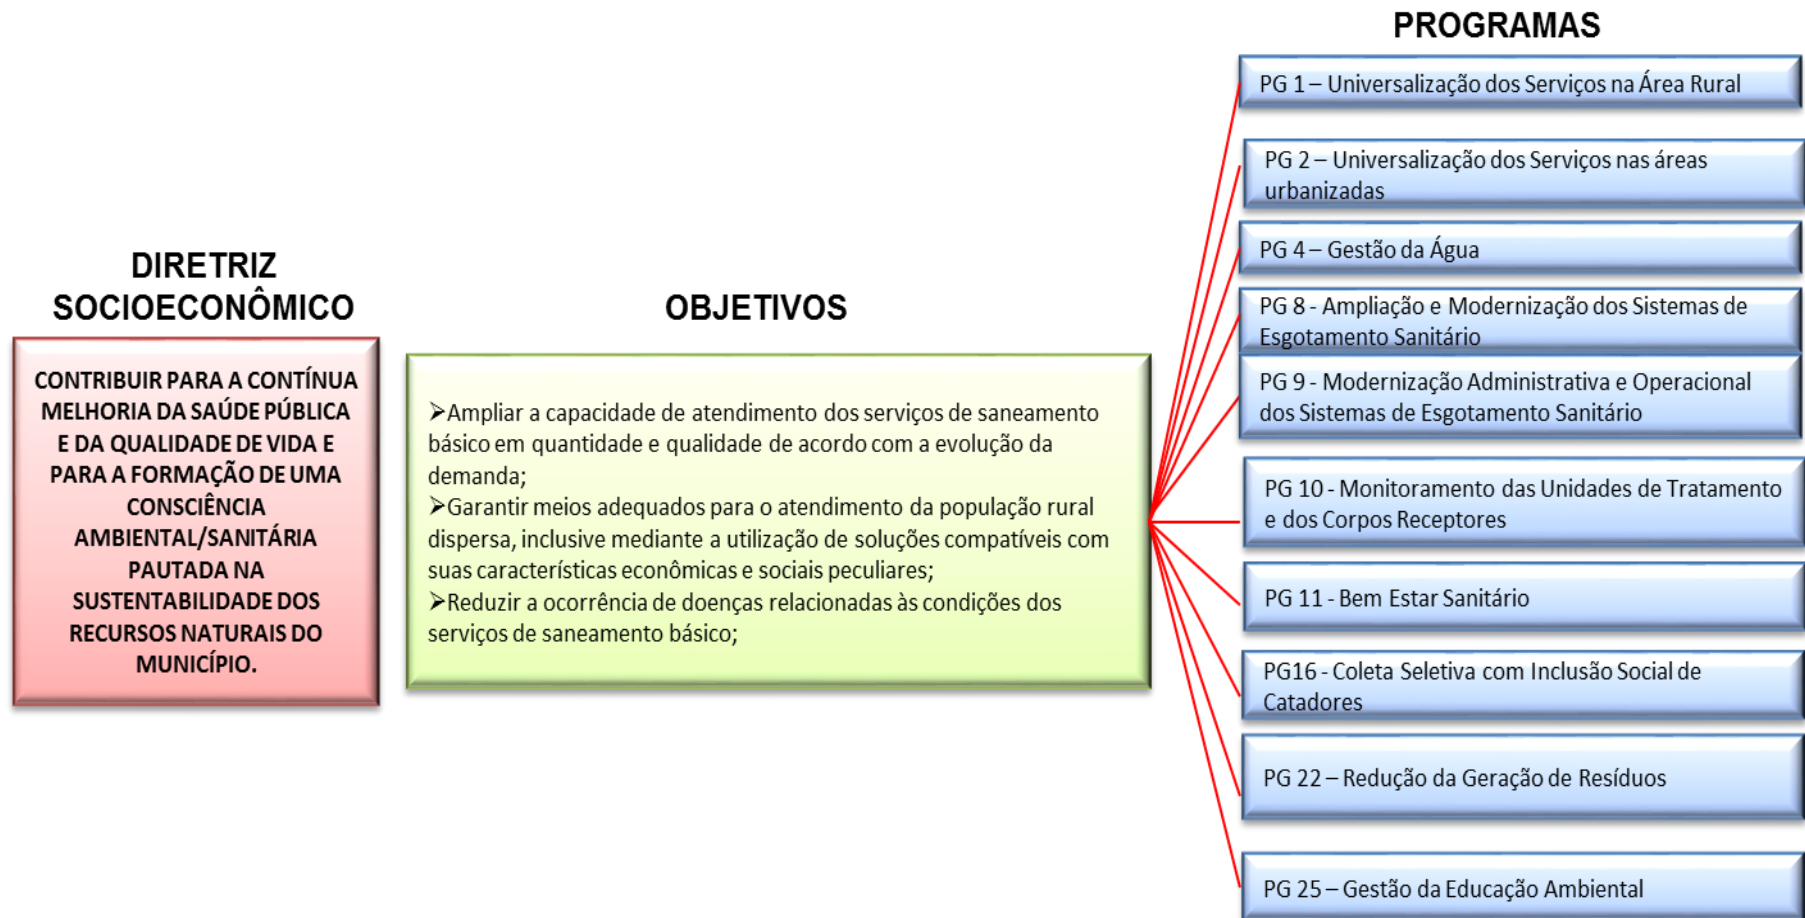 DIRETRIZ
SOCIOECONÔMICO
CONTRIBUIR PARA A CONTÍNUA
MELHORIA DA SAÚDE PÚBLICA
E DA QUALIDADE DE VIDA E
PARA A FORMAÇÃO DE UMA
CONSCIÊNCIA
AMBIENTAL/SANITÁRIA
PAUTADA NA
SUSTENTABILIDADE DOS
RECURSOS NATURAIS DO
MUNICÍPIO.
OBJETIVOS
➢Ampliar a capacidade de atendimento dos serviços de saneamento
básico em quantidade e qualidade de acordo com a evolução da
demanda;
➢Garantir meios adequados para o atendimento da população rural
dispersa, inclusive mediante a utilização de soluções compatíveis com
suas características econômicas e sociais peculiares;
➢Reduzir a ocorrência de doenças relacionadas às condições dos
serviços de saneamento básico;
PROGRAMAS
PG 1 – Universalização dos Serviços na Área Rural
PG 2 – Universalização dos Serviços nas áreas
urbanizadas
PG 4 – Gestão da Água
PG 8 - Ampliação e Modernização dos Sistemas de
Esgotamento Sanitário
PG 9 - Modernização Administrativa e Operacional
dos Sistemas de Esgotamento Sanitário
PG 10 - Monitoramento das Unidades de Tratamento
e dos Corpos Receptores
PG 11 - Bem Estar Sanitário
PG16 - Coleta Seletiva com Inclusão Social de
Catadores
PG 22 – Redução da Geração de Resíduos
PG 25 – Gestão da Educação Ambiental